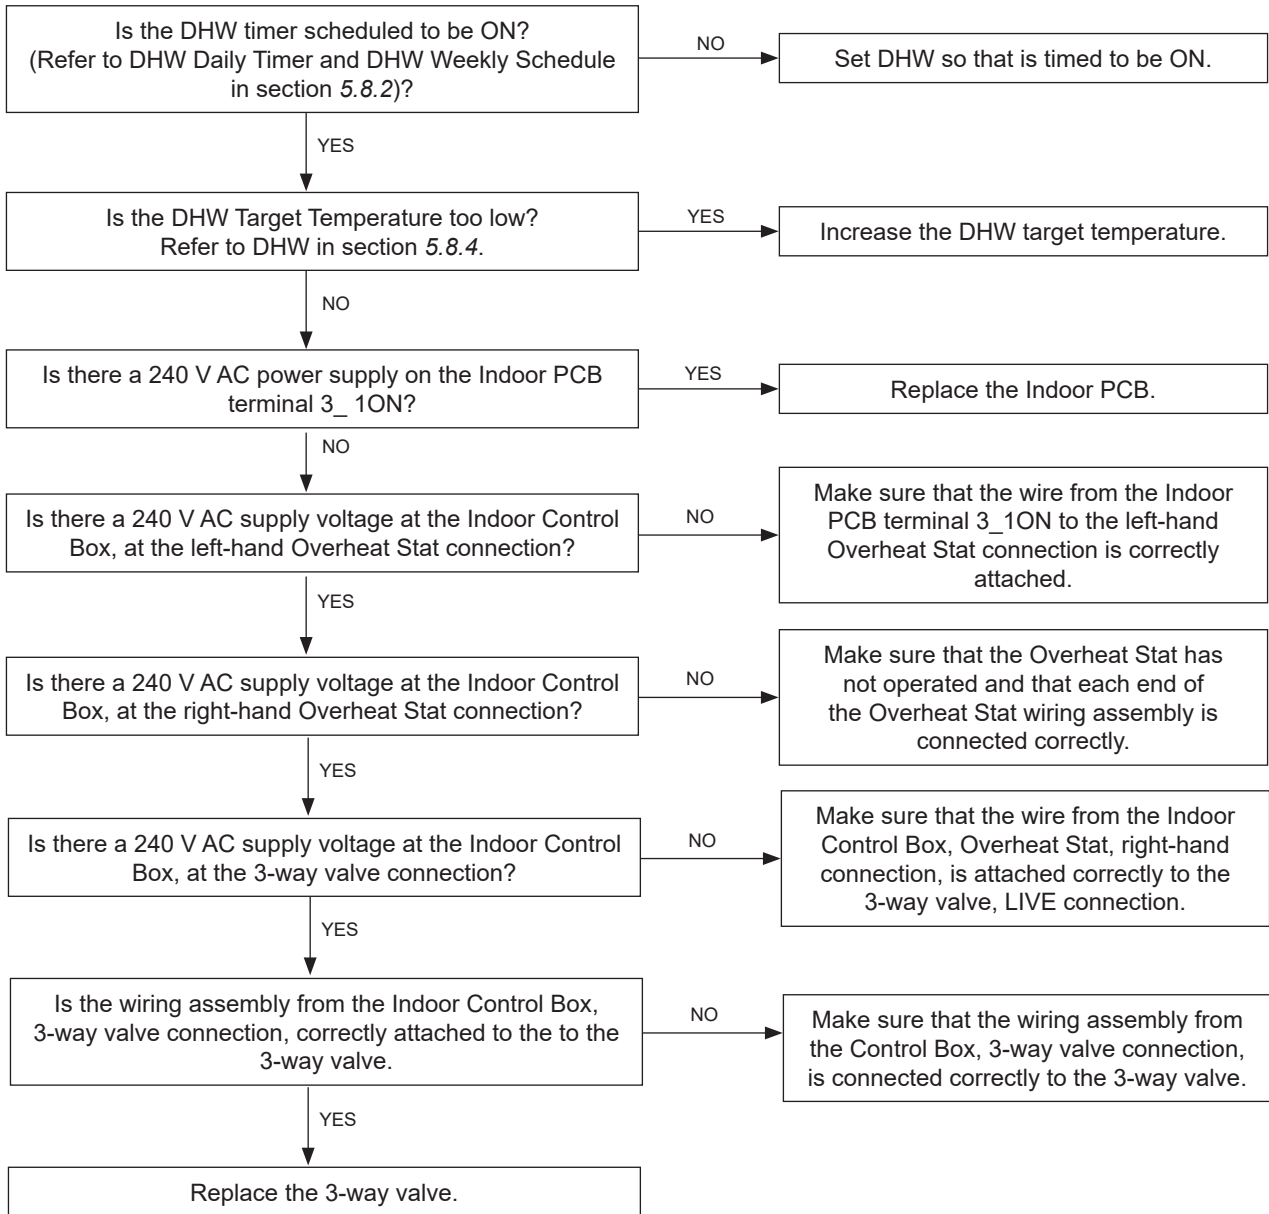 Is the DHW timer scheduled to be ON?
(Refer to DHW Daily Timer and DHW Weekly Schedule
in section 5.8.2)?
NO
Set DHW so that is timed to be ON.
YES
Is the DHW Target Temperature too low?
Refer to DHW in section 5.8.4.
YES
Increase the DHW target temperature.
NO
Is there a 240 V AC power supply on the Indoor PCB
terminal 3_ 1ON?
YES
Replace the Indoor PCB.
NO
Is there a 240 V AC supply voltage at the Indoor Control
Box, at the left-hand Overheat Stat connection?
NO
Make sure that the wire from the Indoor
PCB terminal 3_1ON to the left-hand
Overheat Stat connection is correctly
attached.
YES
Is there a 240 V AC supply voltage at the Indoor Control
Box, at the right-hand Overheat Stat connection?
NO
Make sure that the Overheat Stat has
not operated and that each end of
the Overheat Stat wiring assembly is
connected correctly.
YES
Is there a 240 V AC supply voltage at the Indoor Control
Box, at the 3-way valve connection?
NO
Make sure that the wire from the Indoor
Control Box, Overheat Stat, right-hand
connection, is attached correctly to the
3-way valve, LIVE connection.
YES
Is the wiring assembly from the Indoor Control Box,
3-way valve connection, correctly attached to the to the
3-way valve.
NO
Make sure that the wiring assembly from
the Control Box, 3-way valve connection,
is connected correctly to the 3-way valve.
YES
Replace the 3-way valve.